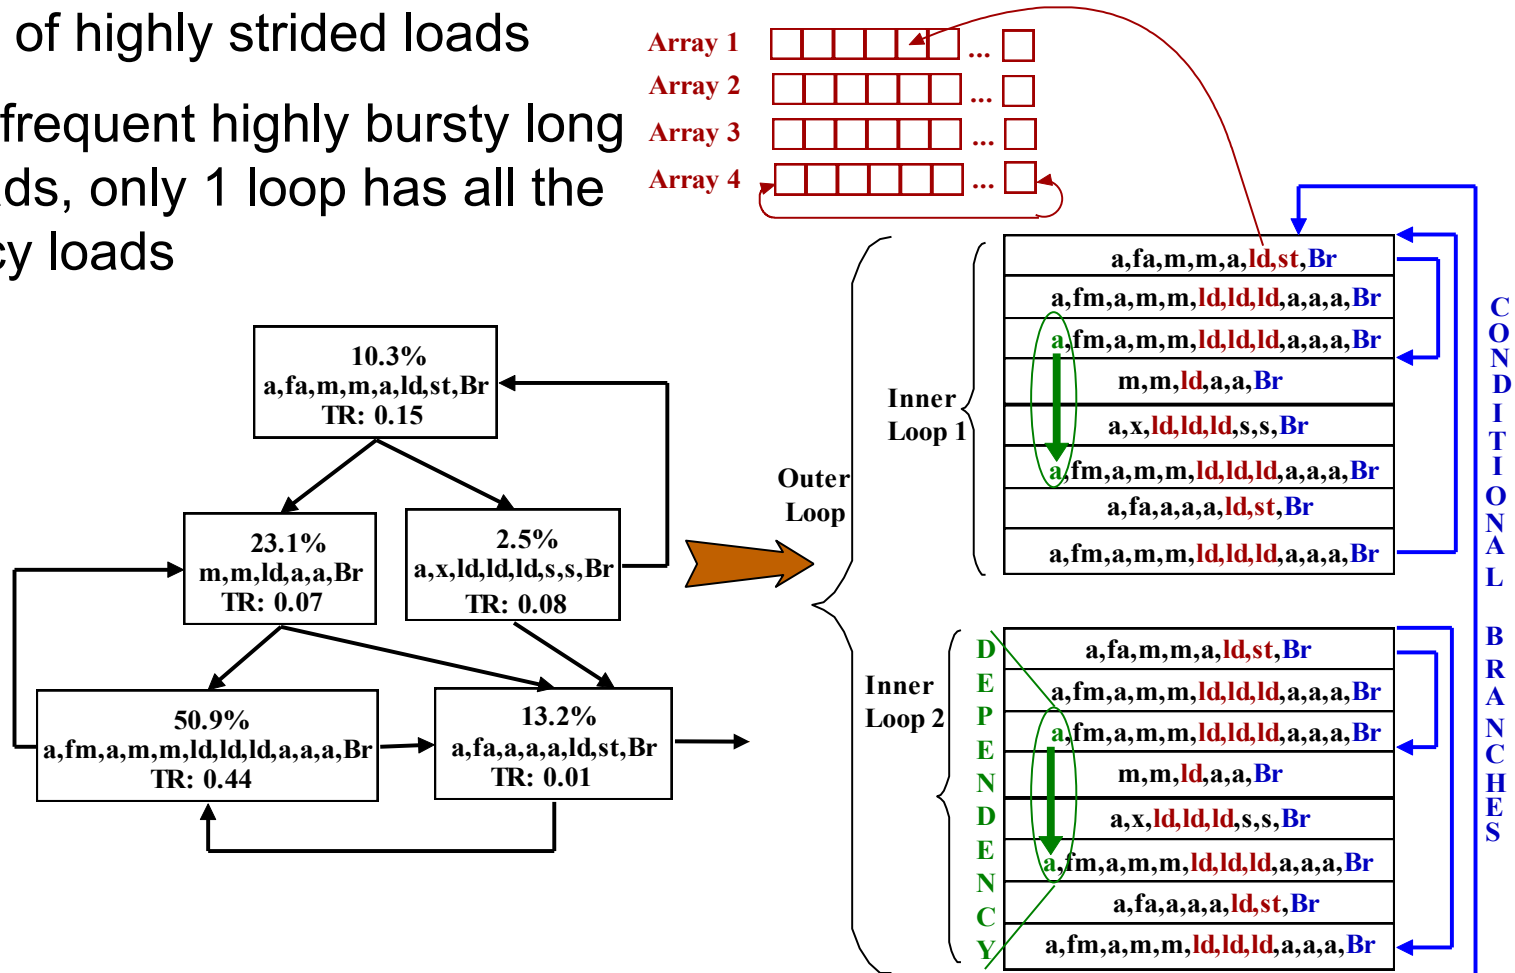 of highly strided loads
frequent highly bursty long
ads, only 1 loop has all the
cy loads
Array 1 ...
Array 2 ...
Array 3 ...
Array 4 ...
10.3%
a,fa,m,m,a,ld,st,Br
TR: 0.15
23.1%
m,m,ld,a,a,Br
TR: 0.07
2.5%
a,x,ld,ld,ld,s,s,Br
TR: 0.08
50.9%
a,fm,a,m,m,ld,ld,ld,a,a,a,Br
TR: 0.44
13.2%
a,fa,a,a,a,ld,st,Br
TR: 0.01
Outer
Loop
Inner
Loop 1
a,fa,m,m,a,ld,st,Br
a,fm,a,m,m,ld,ld,ld,a,a,a,Br
a,fm,a,m,m,ld,ld,ld,a,a,a,Br
m,m,ld,a,a,Br
a,x,ld,ld,ld,s,s,Br
a,fm,a,m,m,ld,ld,ld,a,a,a,Br
a,fa,a,a,a,ld,st,Br
a,fm,a,m,m,ld,ld,ld,a,a,a,Br
Inner
Loop 2
DEPENDENCY
a,fa,m,m,a,ld,st,Br
a,fm,a,m,m,ld,ld,ld,a,a,a,Br
a,fm,a,m,m,ld,ld,ld,a,a,a,Br
m,m,ld,a,a,Br
a,x,ld,ld,ld,s,s,Br
a,fm,a,m,m,ld,ld,ld,a,a,a,Br
a,fa,a,a,a,ld,st,Br
a,fm,a,m,m,ld,ld,ld,a,a,a,Br
CONDITIONAL BRANCHES